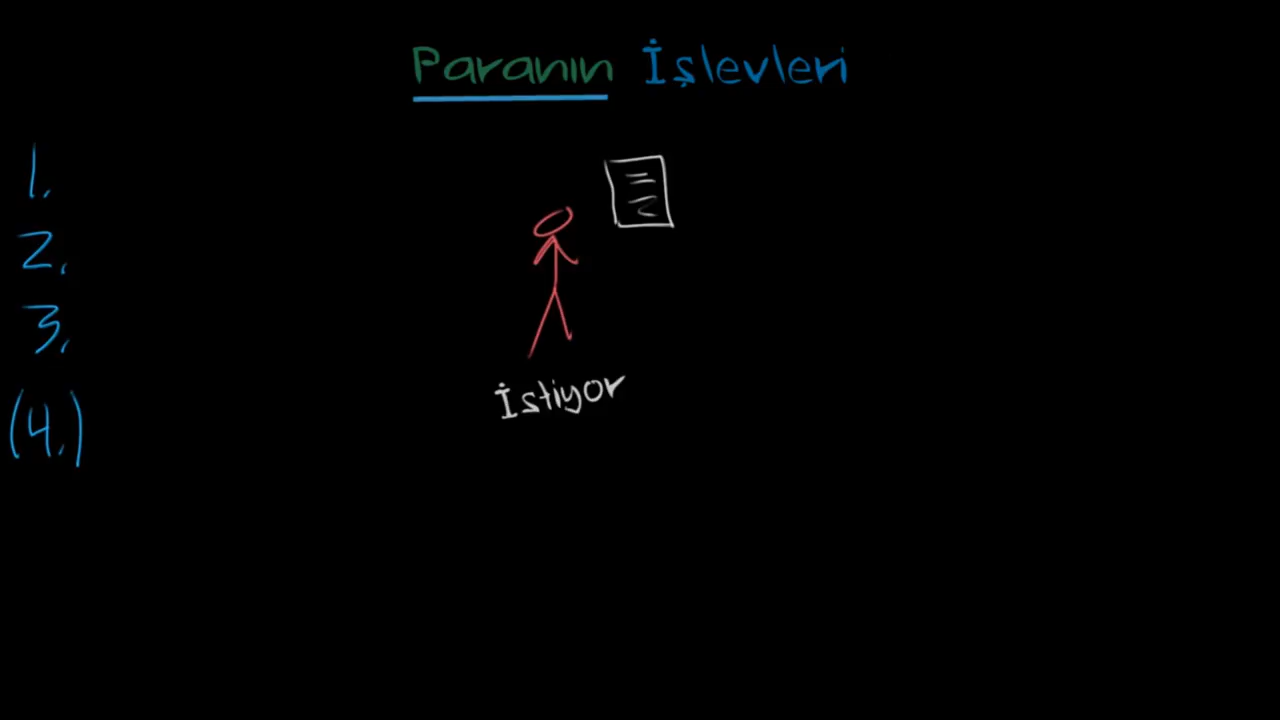 Paranın İşlevleri
1.
2.
3.
(4.)
İstiyor